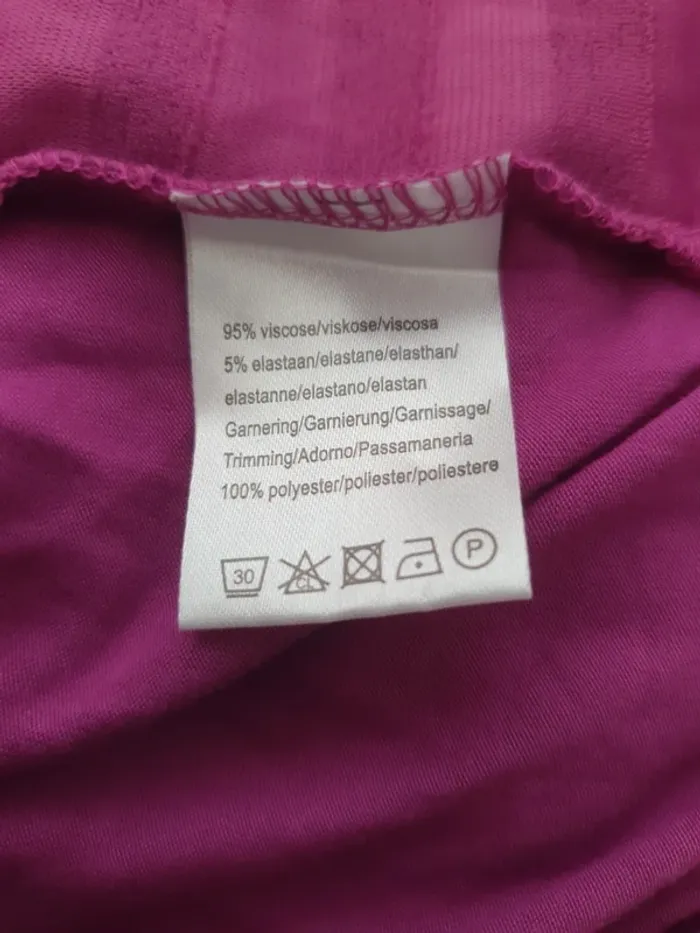 95% viscose/viskose/viscosa
5% elastaan/elastane/elasthan/
elastanne/elastano/elastan
Garnering/Garnierung/Garnissage/
Trimming/Adorno/Passamaneria
100% polyester/poliester/poliestere
30 CL P